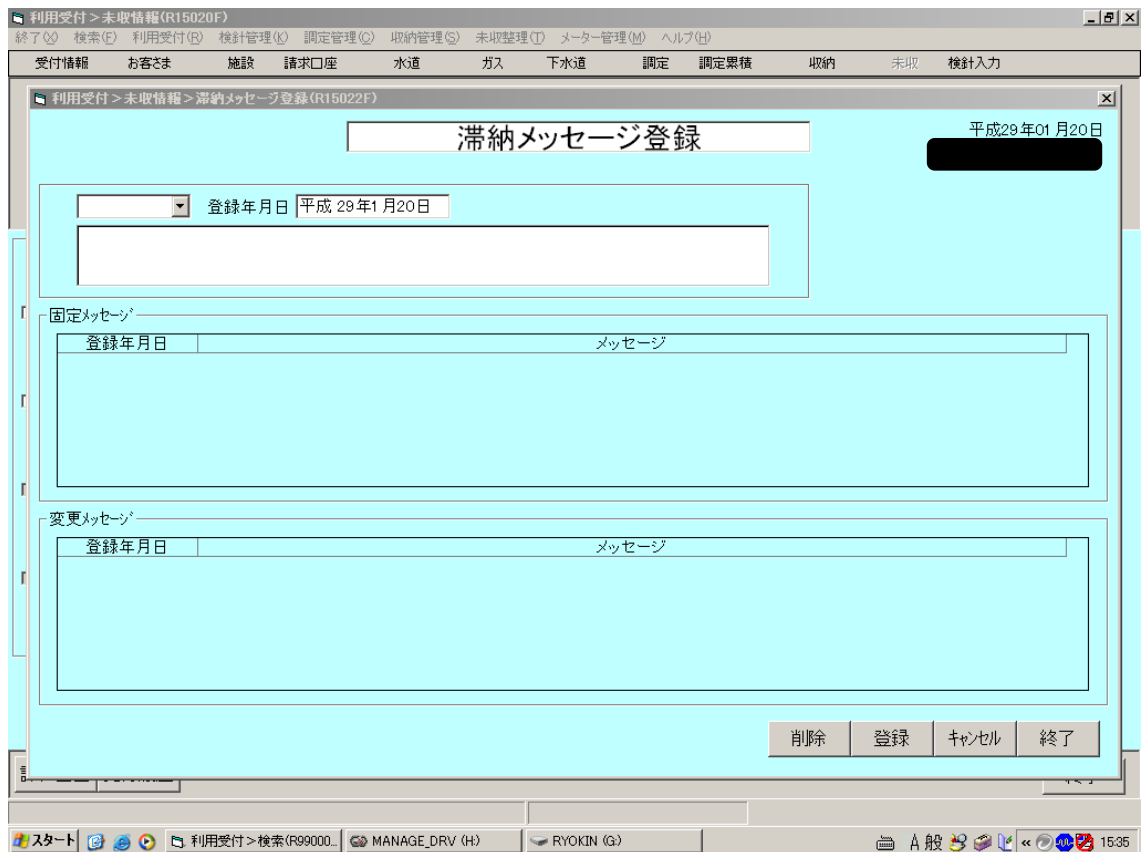 利用受付>未収情報(R15020F)
終了(X) 検索(F) 利用受付(R) 検針管理(K) 調定管理(C) 収納管理(S) 未収整理(T) メーター管理(M) ヘルプ(H)
受付情報 お客さま 施設 請求口座 水道 ガス 下水道 調定 調定累積 収納 未収 検針入力
利用受付>未収情報>滞納メッセージ登録(R15022F)
滞納メッセージ登録
平成29年01月20日
登録年月日 平成 29年1月20日
固定メッセージ
登録年月日 メッセージ
変更メッセージ
登録年月日 メッセージ
削除 登録 キャンセル 終了
スタート 利用受付>検索(R99000... MANAGE_DRV (H:) RYOKIN (G:) A 般 « 15:35